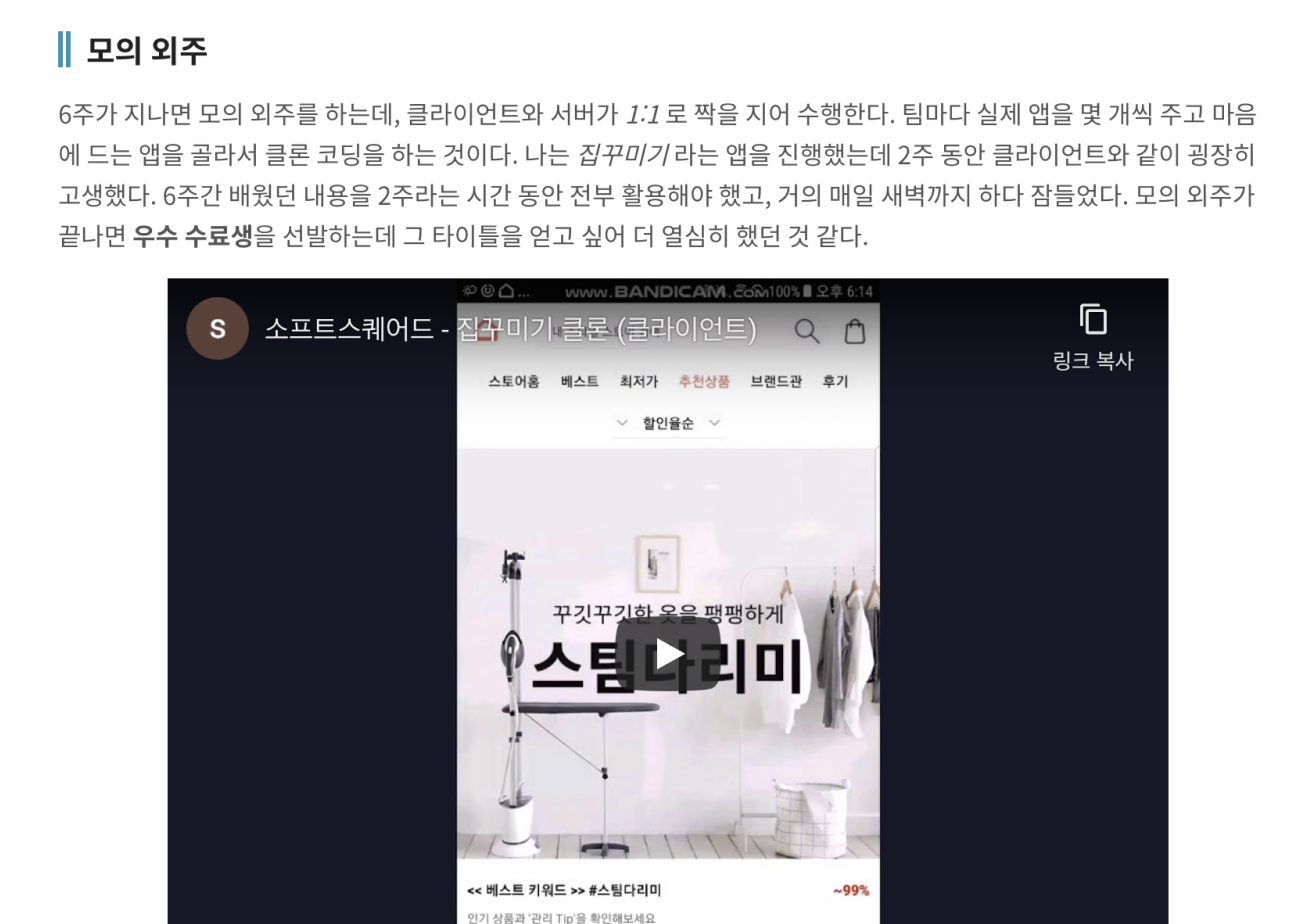 모의 외주
6주가 지나면 모의 외주를 하는데, 클라이언트와 서버가 1:1 로 짝을 지어 수행한다. 팀마다 실제 앱을 몇 개씩 주고 마음
에 드는 앱을 골라서 클론 코딩을 하는 것이다. 나는 집꾸미기 라는 앱을 진행했는데 2주 동안 클라이언트와 같이 굉장히
고생했다. 6주간 배웠던 내용을 2주라는 시간 동안 전부 활용해야 했고, 거의 매일 새벽까지 하다 잠들었다. 모의 외주가
끝나면 우수 수료생을 선발하는데 그 타이틀을 얻고 싶어 더 열심히 했던 것 같다.
... www.BANDICAM.com 100% 오후 6:14
S 소프트스퀘어드 - 집꾸미기 클론 (클라이언트)
링크 복사
스토어홈 베스트 최저가 추천상품 브랜드관 후기
할인율순
꾸깃꾸깃한 옷을 팽팽하게
스팀다리미
<< 베스트 키워드 >> #스팀다리미 ~99%
인기 상품과 '관리 Tip'을 확인해보세요